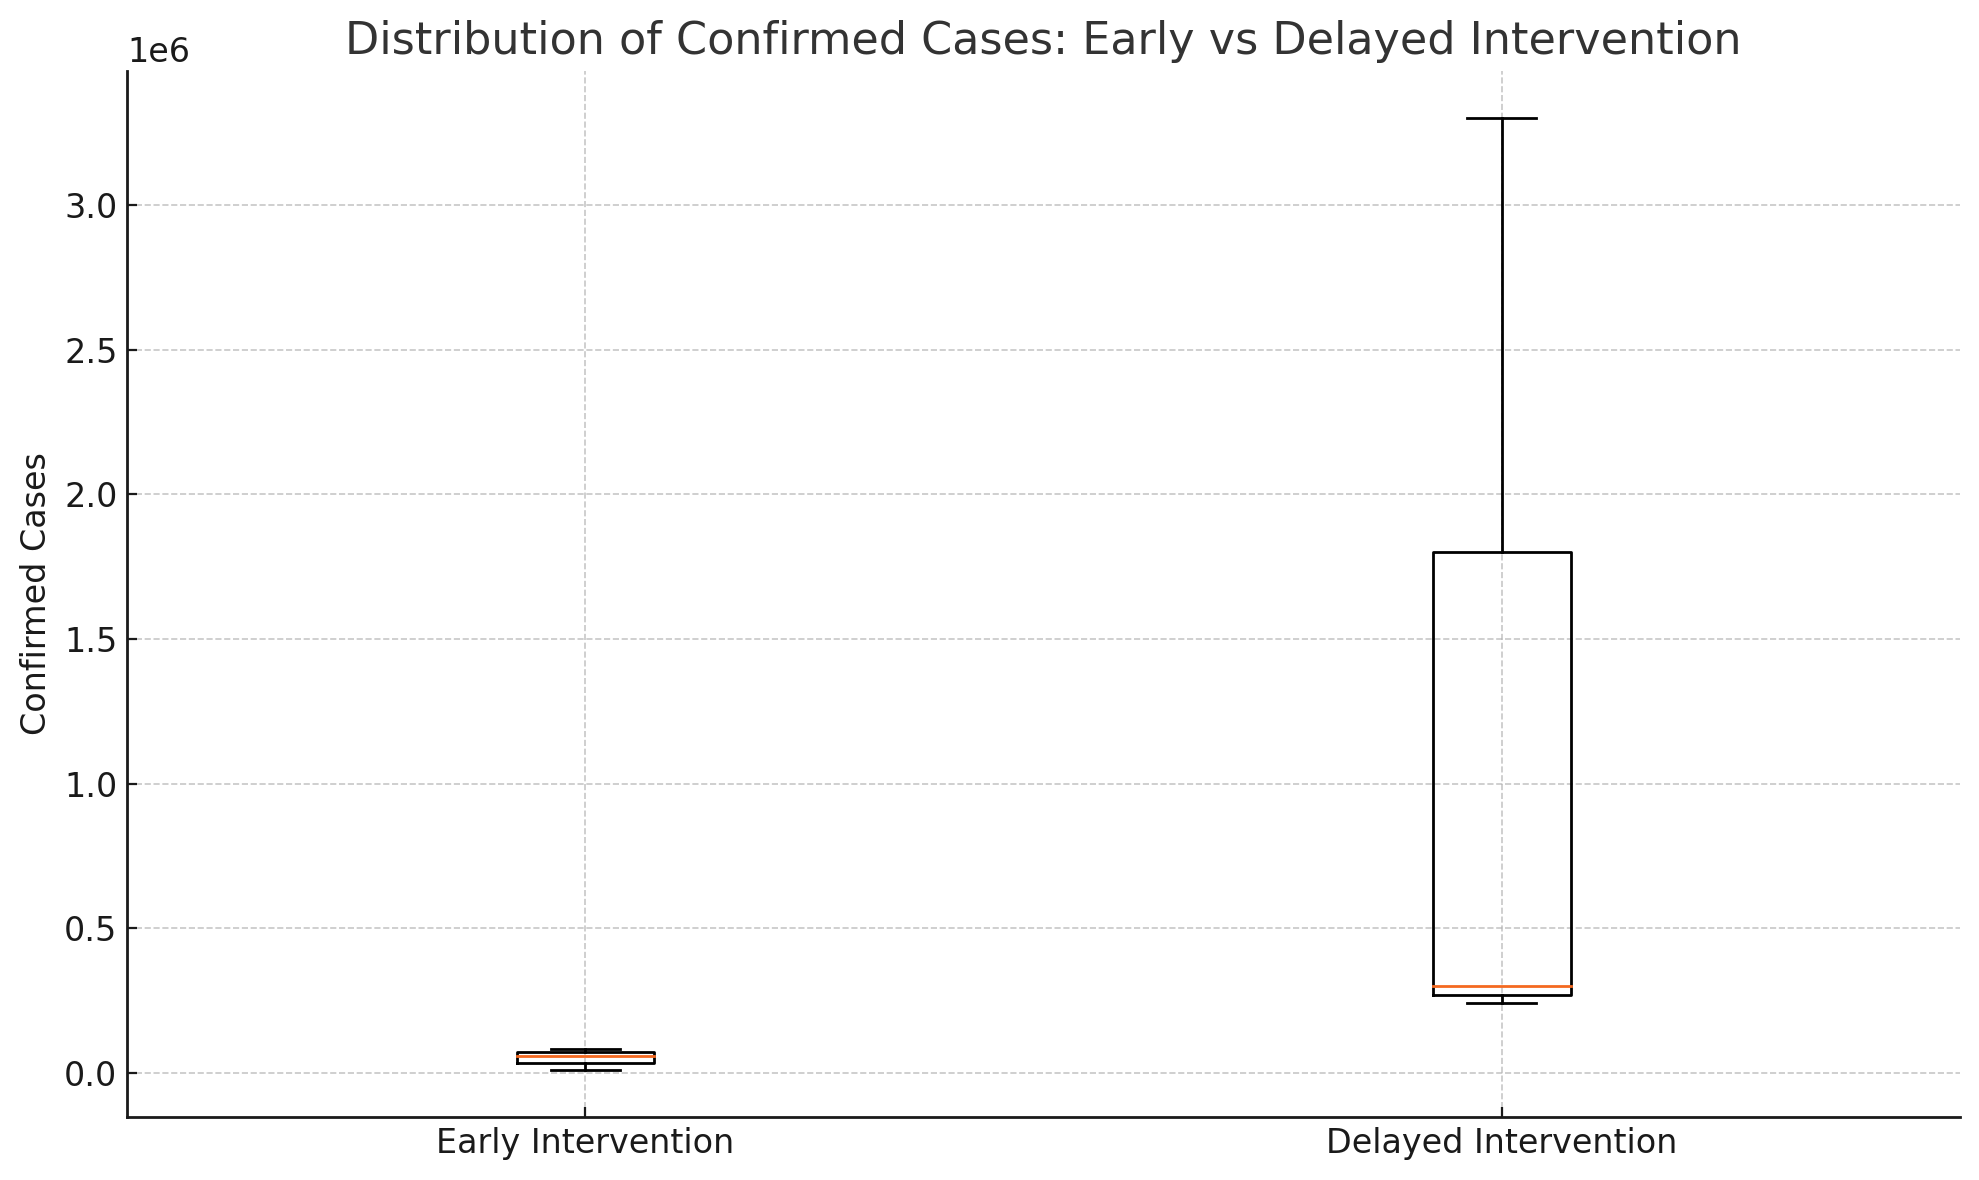 Distribution of Confirmed Cases: Early vs Delayed Intervention
1e6
3.0
2.5
2.0
1.5
1.0
0.5
0.0
Confirmed Cases
Early Intervention
Delayed Intervention